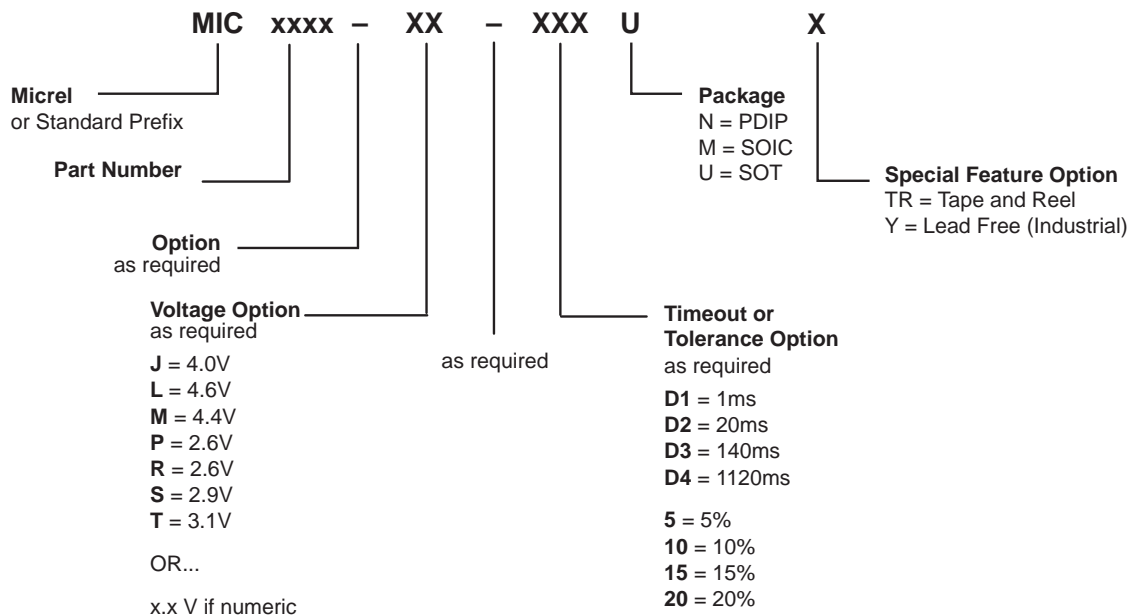 MIC xxxx – XX – XXX U X
Micrel
or Standard Prefix
Part Number
Option
as required
Voltage Option
as required
J = 4.0V
L = 4.6V
M = 4.4V
P = 2.6V
R = 2.6V
S = 2.9V
T = 3.1V
OR...
x.x V if numeric
as required
Package
N = PDIP
M = SOIC
U = SOT
Special Feature Option
TR = Tape and Reel
Y = Lead Free (Industrial)
Timeout or
Tolerance Option
as required
D1 = 1ms
D2 = 20ms
D3 = 140ms
D4 = 1120ms
5 = 5%
10 = 10%
15 = 15%
20 = 20%